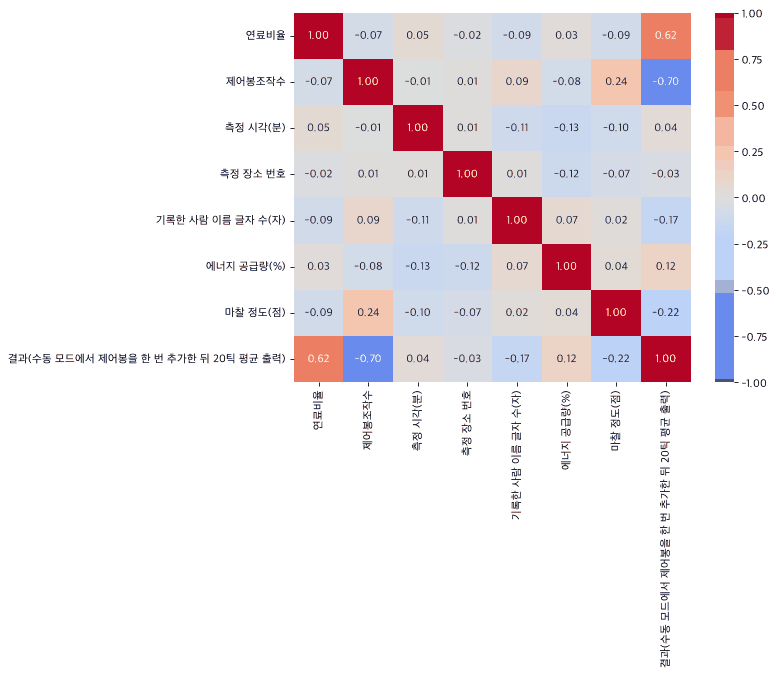 연료비율 1.00 -0.07 0.05 -0.02 -0.09 0.03 -0.09 0.62
제어봉조작수 -0.07 1.00 -0.01 0.01 0.09 -0.08 0.24 -0.70
측정 시각(분) 0.05 -0.01 1.00 0.01 -0.11 -0.13 -0.10 0.04
측정 장소 번호 -0.02 0.01 0.01 1.00 0.01 -0.12 -0.07 -0.03
기록한 사람 이름 글자 수(자) -0.09 0.09 -0.11 0.01 1.00 0.07 0.02 -0.17
에너지 공급량(%) 0.03 -0.08 -0.13 -0.12 0.07 1.00 0.04 0.12
마찰 정도(점) -0.09 0.24 -0.10 -0.07 0.02 0.04 1.00 -0.22
결과(수동 모드에서 제어봉을 한 번 추가한 뒤 20틱 평균 출력) 0.62 -0.70 0.04 -0.03 -0.17 0.12 -0.22 1.00
연료비율
제어봉조작수
측정 시각(분)
측정 장소 번호
기록한 사람 이름 글자 수(자)
에너지 공급량(%)
마찰 정도(점)
결과(수동 모드에서 제어봉을 한 번 추가한 뒤 20틱 평균 출력)
1.00
0.75
0.50
0.25
0.00
-0.25
-0.50
-0.75
-1.00